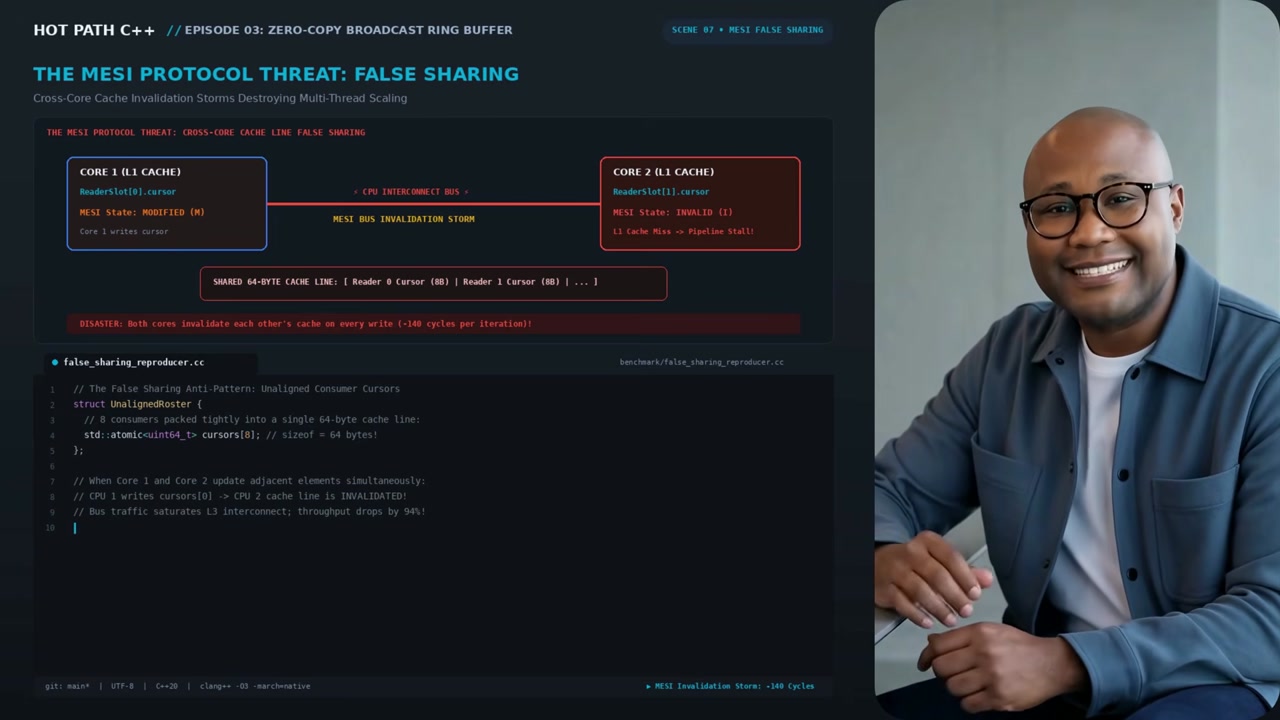 HOT PATH C++ // EPISODE 03: ZERO-COPY BROADCAST RING BUFFER
SCENE 07 • MESI FALSE SHARING
THE MESI PROTOCOL THREAT: FALSE SHARING
Cross-Core Cache Invalidation Storms Destroying Multi-Thread Scaling
THE MESI PROTOCOL THREAT: CROSS-CORE CACHE LINE FALSE SHARING
CORE 1 (L1 CACHE)
ReaderSlot[0].cursor
MESI State: MODIFIED (M)
Core 1 writes cursor
⚡ CPU INTERCONNECT BUS ⚡
MESI BUS INVALIDATION STORM
CORE 2 (L1 CACHE)
ReaderSlot[1].cursor
MESI State: INVALID (I)
L1 Cache Miss -> Pipeline Stall!
SHARED 64-BYTE CACHE LINE: [ Reader 0 Cursor (8B) | Reader 1 Cursor (8B) | ... ]
DISASTER: Both cores invalidate each other's cache on every write (-140 cycles per iteration)!
false_sharing_reproducer.cc
benchmark/false_sharing_reproducer.cc
1 // The False Sharing Anti-Pattern: Unaligned Consumer Cursors
2 struct UnalignedRoster {
3 // 8 consumers packed tightly into a single 64-byte cache line:
4 std::atomic<uint64_t> cursors[8]; // sizeof = 64 bytes!
5 };
6
7 // When Core 1 and Core 2 update adjacent elements simultaneously:
8 // CPU 1 writes cursors[0] -> CPU 2 cache line is INVALIDATED!
9 // Bus traffic saturates L3 interconnect; throughput drops by 94%!
10
git: main* | UTF-8 | C++20 | clang++ -O3 -march=native
▶ MESI Invalidation Storm: -140 Cycles